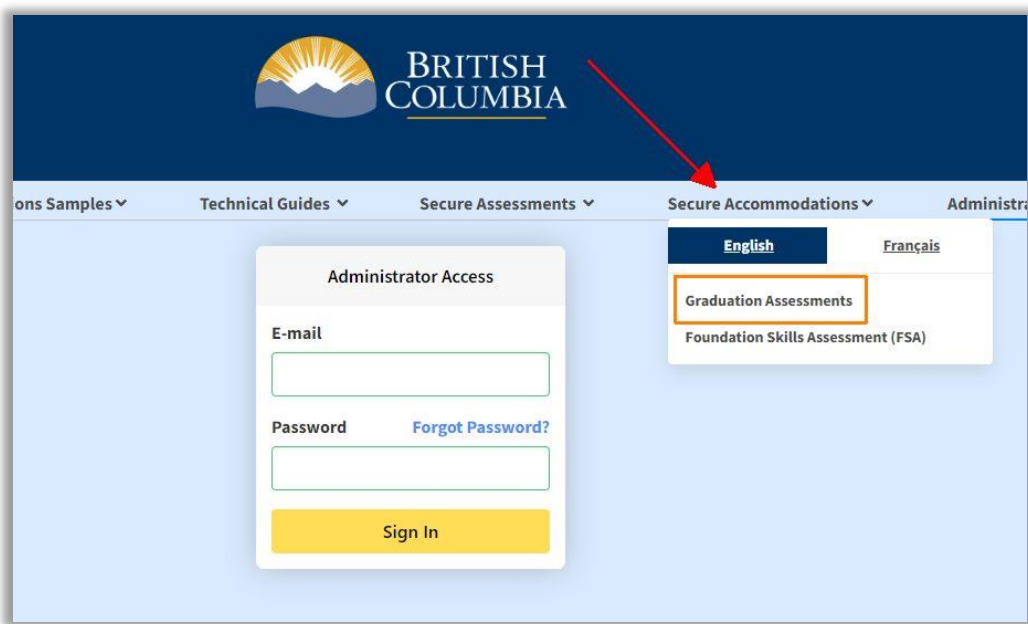 BRITISH
COLUMBIA
ons Samples
Technical Guides
Secure Assessments
Secure Accommodations
Administra
English
Français
Graduation Assessments
Foundation Skills Assessment (FSA)
Administrator Access
E-mail
Password
Forgot Password?
Sign In